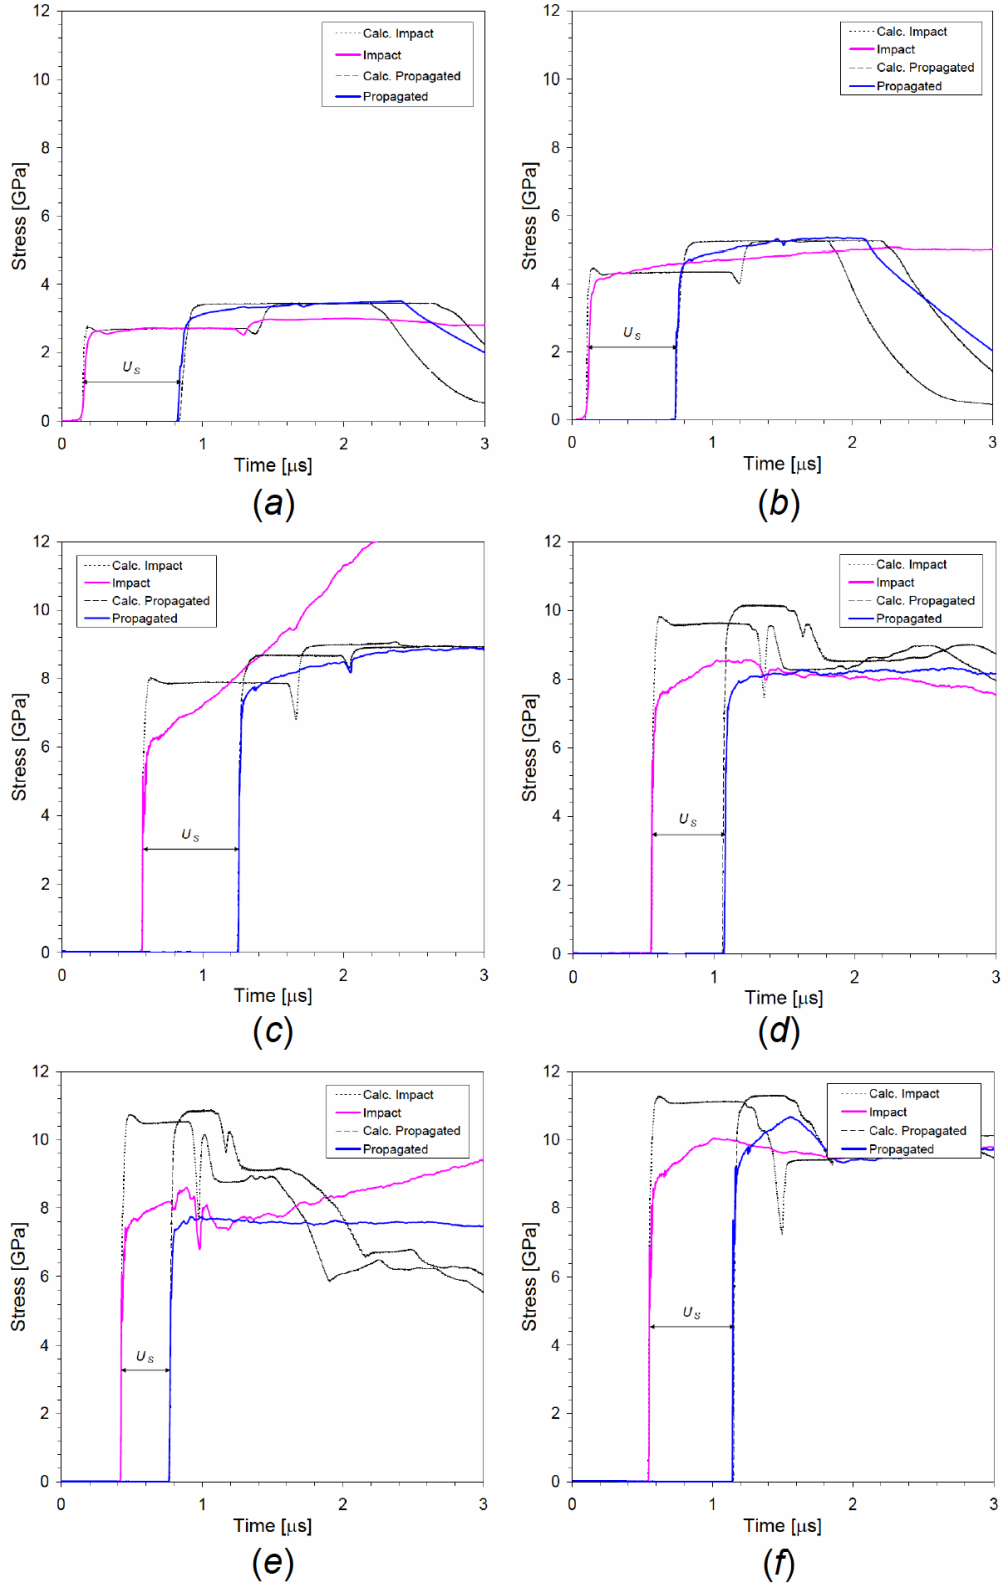 12
10
8
6
4
2
0
Stress [GPa]
Calc. Impact
Impact
Calc. Propagated
Propagated
U S
0 1 2 3
Time [μs]
(a)
12
10
8
6
4
2
0
Stress [GPa]
Calc. Impact
Impact
Calc. Propagated
Propagated
U S
0 1 2 3
Time [μs]
(b)
12
10
8
6
4
2
0
Stress [GPa]
Calc. Impact
Impact
Calc. Propagated
Propagated
U S
0 1 2 3
Time [μs]
(c)
12
10
8
6
4
2
0
Stress [GPa]
Calc. Impact
Impact
Calc. Propagated
Propagated
U S
0 1 2 3
Time [μs]
(d)
12
10
8
6
4
2
0
Stress [GPa]
Calc. Impact
Impact
Calc. Propagated
Propagated
U S
0 1 2 3
Time [μs]
(e)
12
10
8
6
4
2
0
Stress [GPa]
Calc. Impact
Impact
Calc. Propagated
Propagated
U S
0 1 2 3
Time [μs]
(f)